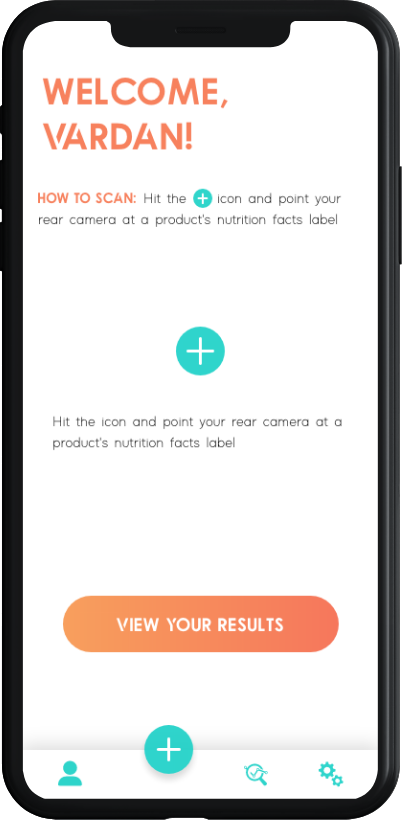 WELCOME,
VARDAN!
HOW TO SCAN: Hit the icon and point your
rear camera at a product's nutrition facts label
Hit the icon and point your rear camera at a
product's nutrition facts label
VIEW YOUR RESULTS